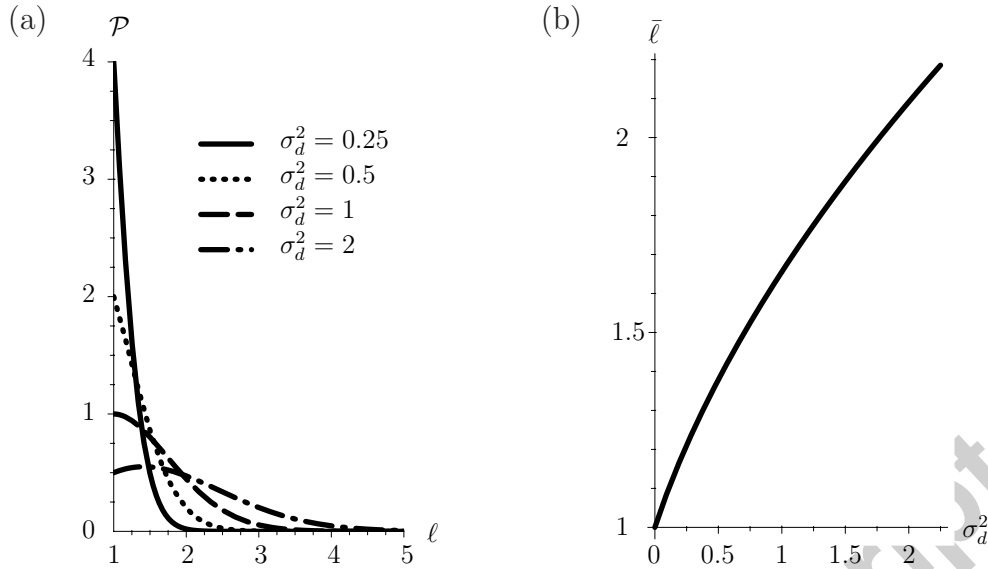 (a)
𝒫
4
3
2
1
0
1 2 3 4 5 ℓ
σ_d^2 = 0.25
σ_d^2 = 0.5
σ_d^2 = 1
σ_d^2 = 2
(b)
ℓ̄
2
1.5
1
0 0.5 1 1.5 2 σ_d^2